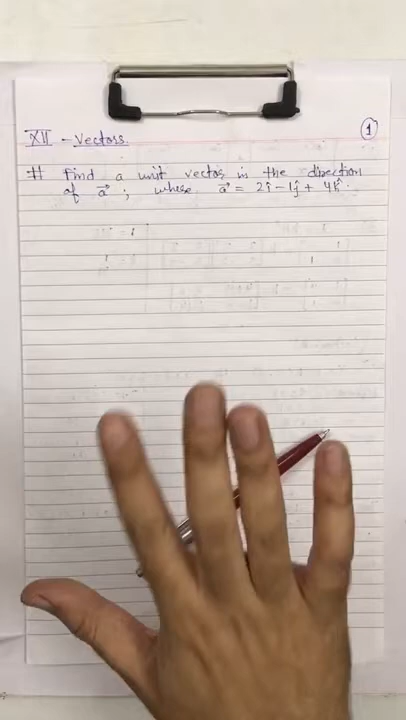 1
XII - Vectors.
# Find a unit vector in the direction
of a⃗ ; where a⃗ = 2î - 1ĵ + 4k̂.